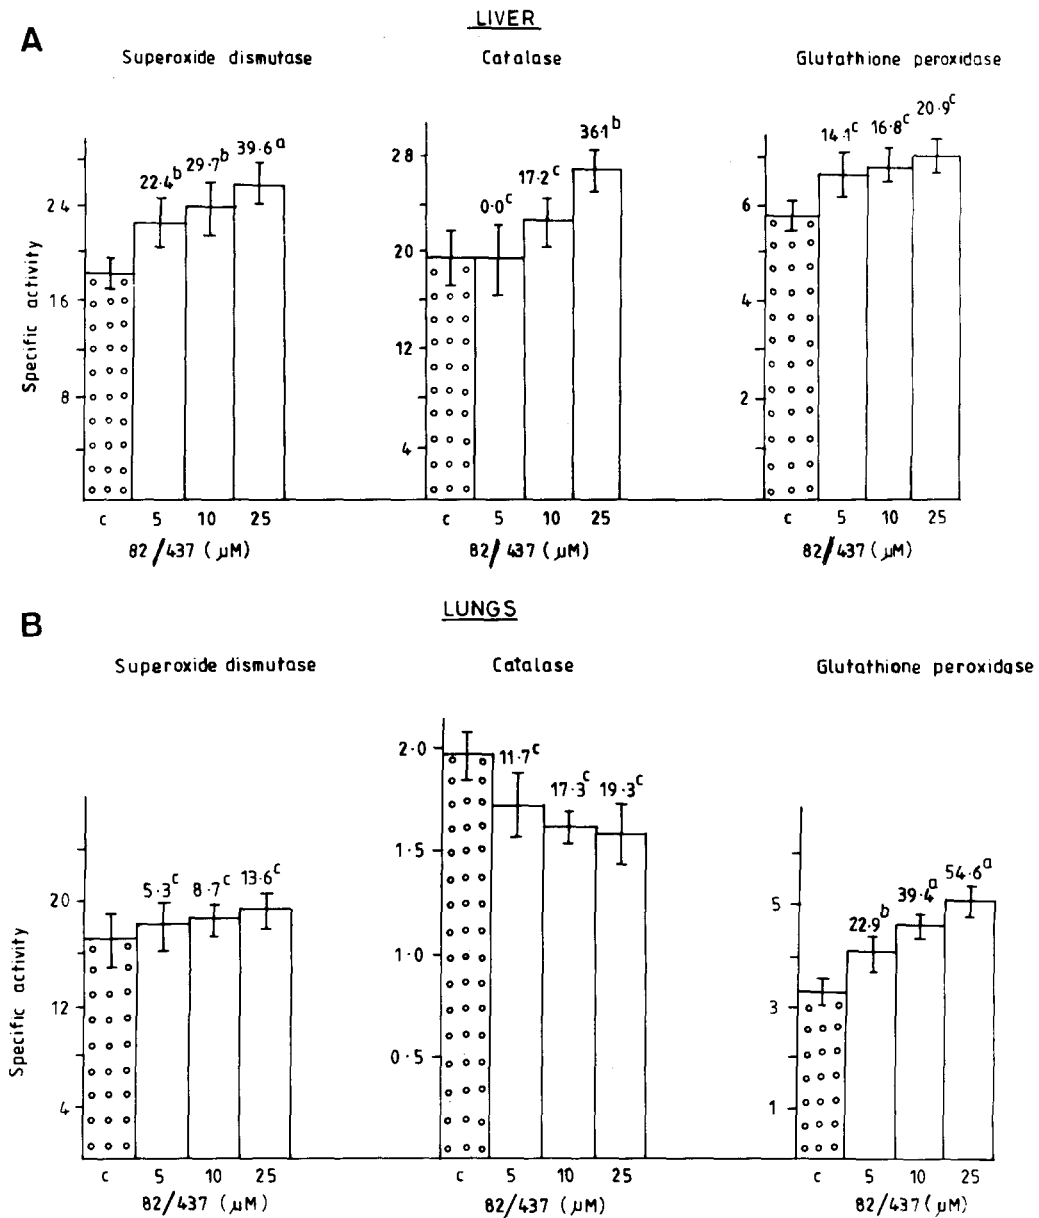 A
LIVER
Superoxide dismutase
Catalase
Glutathione peroxidase
Specific activity
24
16
8
22·4b
29·7b
39·6a
c 5 10 25
82/437 (μM)
28
20
12
4
0·0c
17·2c
36·1b
c 5 10 25
82/437 (μM)
6
4
2
14·1c
16·8c
20·9c
c 5 10 25
82/437 (μM)
B
LUNGS
Superoxide dismutase
Catalase
Glutathione peroxidase
Specific activity
20
12
4
5·3c
8·7c
13·6c
c 5 10 25
82/437 (μM)
2·0
1·5
1·0
0·5
11·7c
17·3c
19·3c
c 5 10 25
82/437 (μM)
5
3
1
22·9b
39·4a
54·6a
c 5 10 25
82/437 (μM)